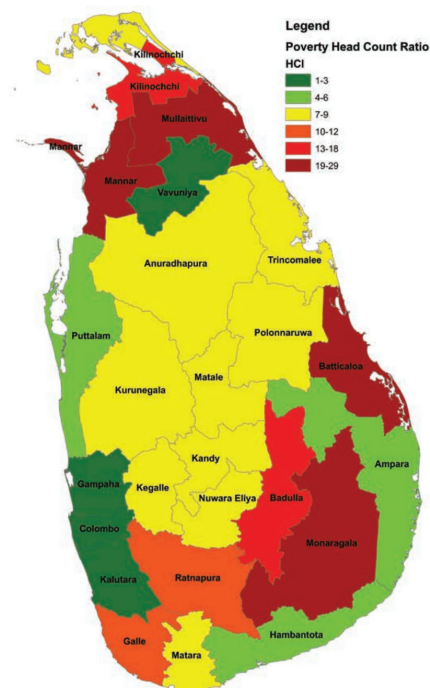 Legend
Poverty Head Count Ratio
HCI
1-3
4-6
7-9
10-12
13-18
19-29
Kilinochchi
Kilinochchi
Mullaittivu
Mannar
Mannar
Vavuniya
Anuradhapura
Trincomalee
Puttalam
Polonnaruwa
Batticaloa
Matale
Kurunegala
Kandy
Ampara
Gampaha
Kegalle
Nuwara Eliya
Badulla
Colombo
Monaragala
Kalutara
Ratnapura
Hambantota
Galle
Matara